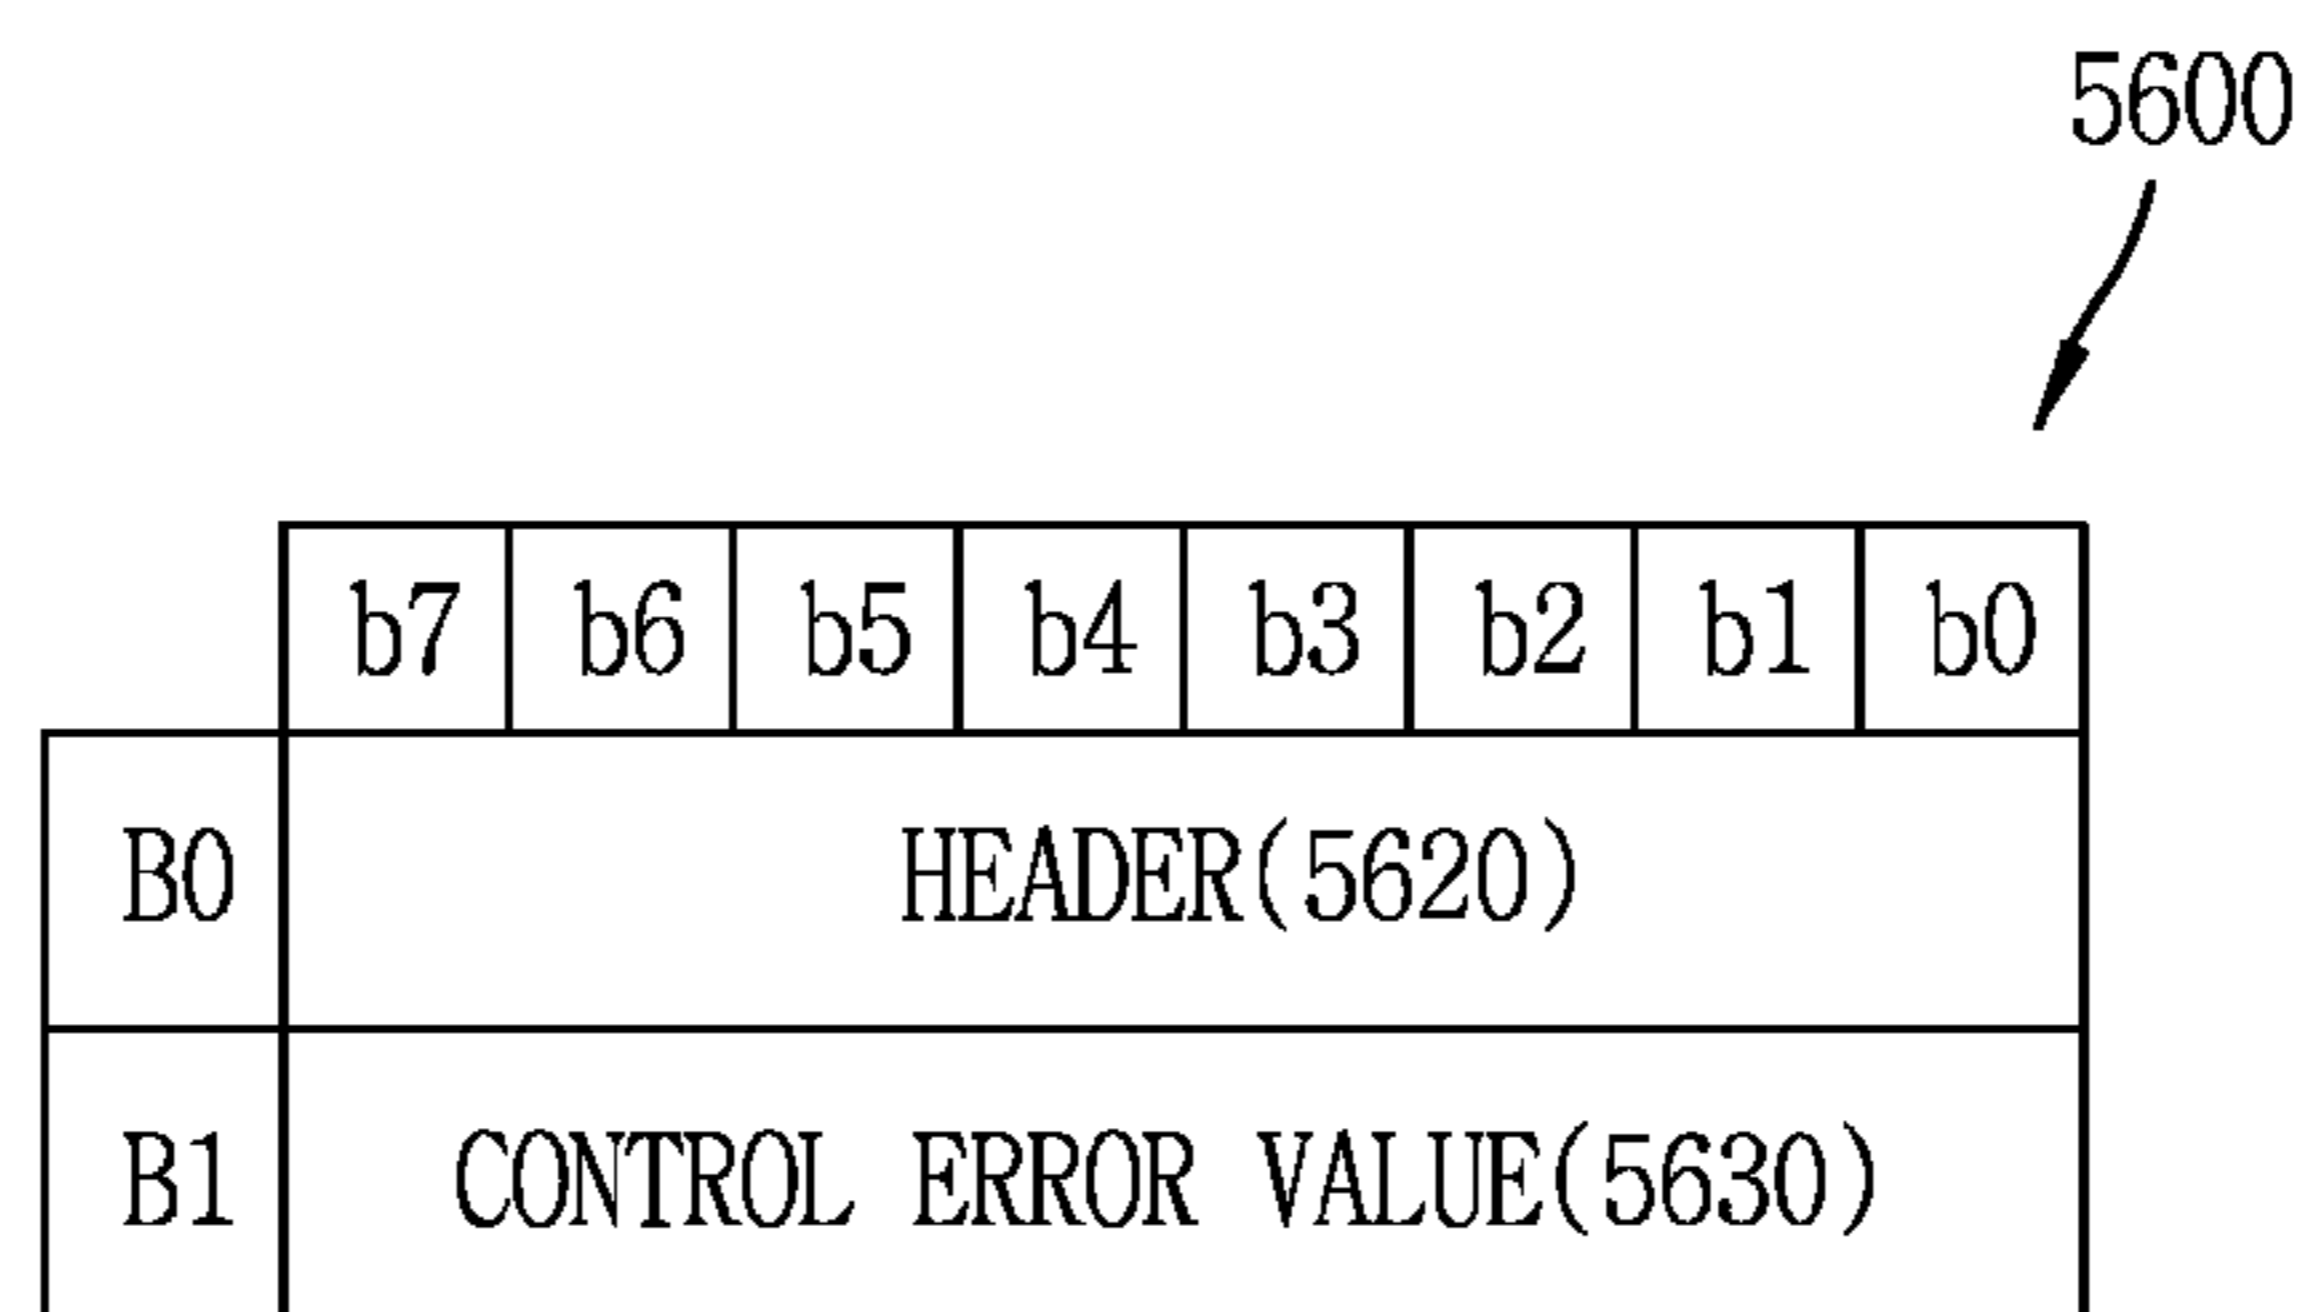 5600
b7 b6 b5 b4 b3 b2 b1 b0
B0 HEADER(5620)
B1 CONTROL ERROR VALUE(5630)